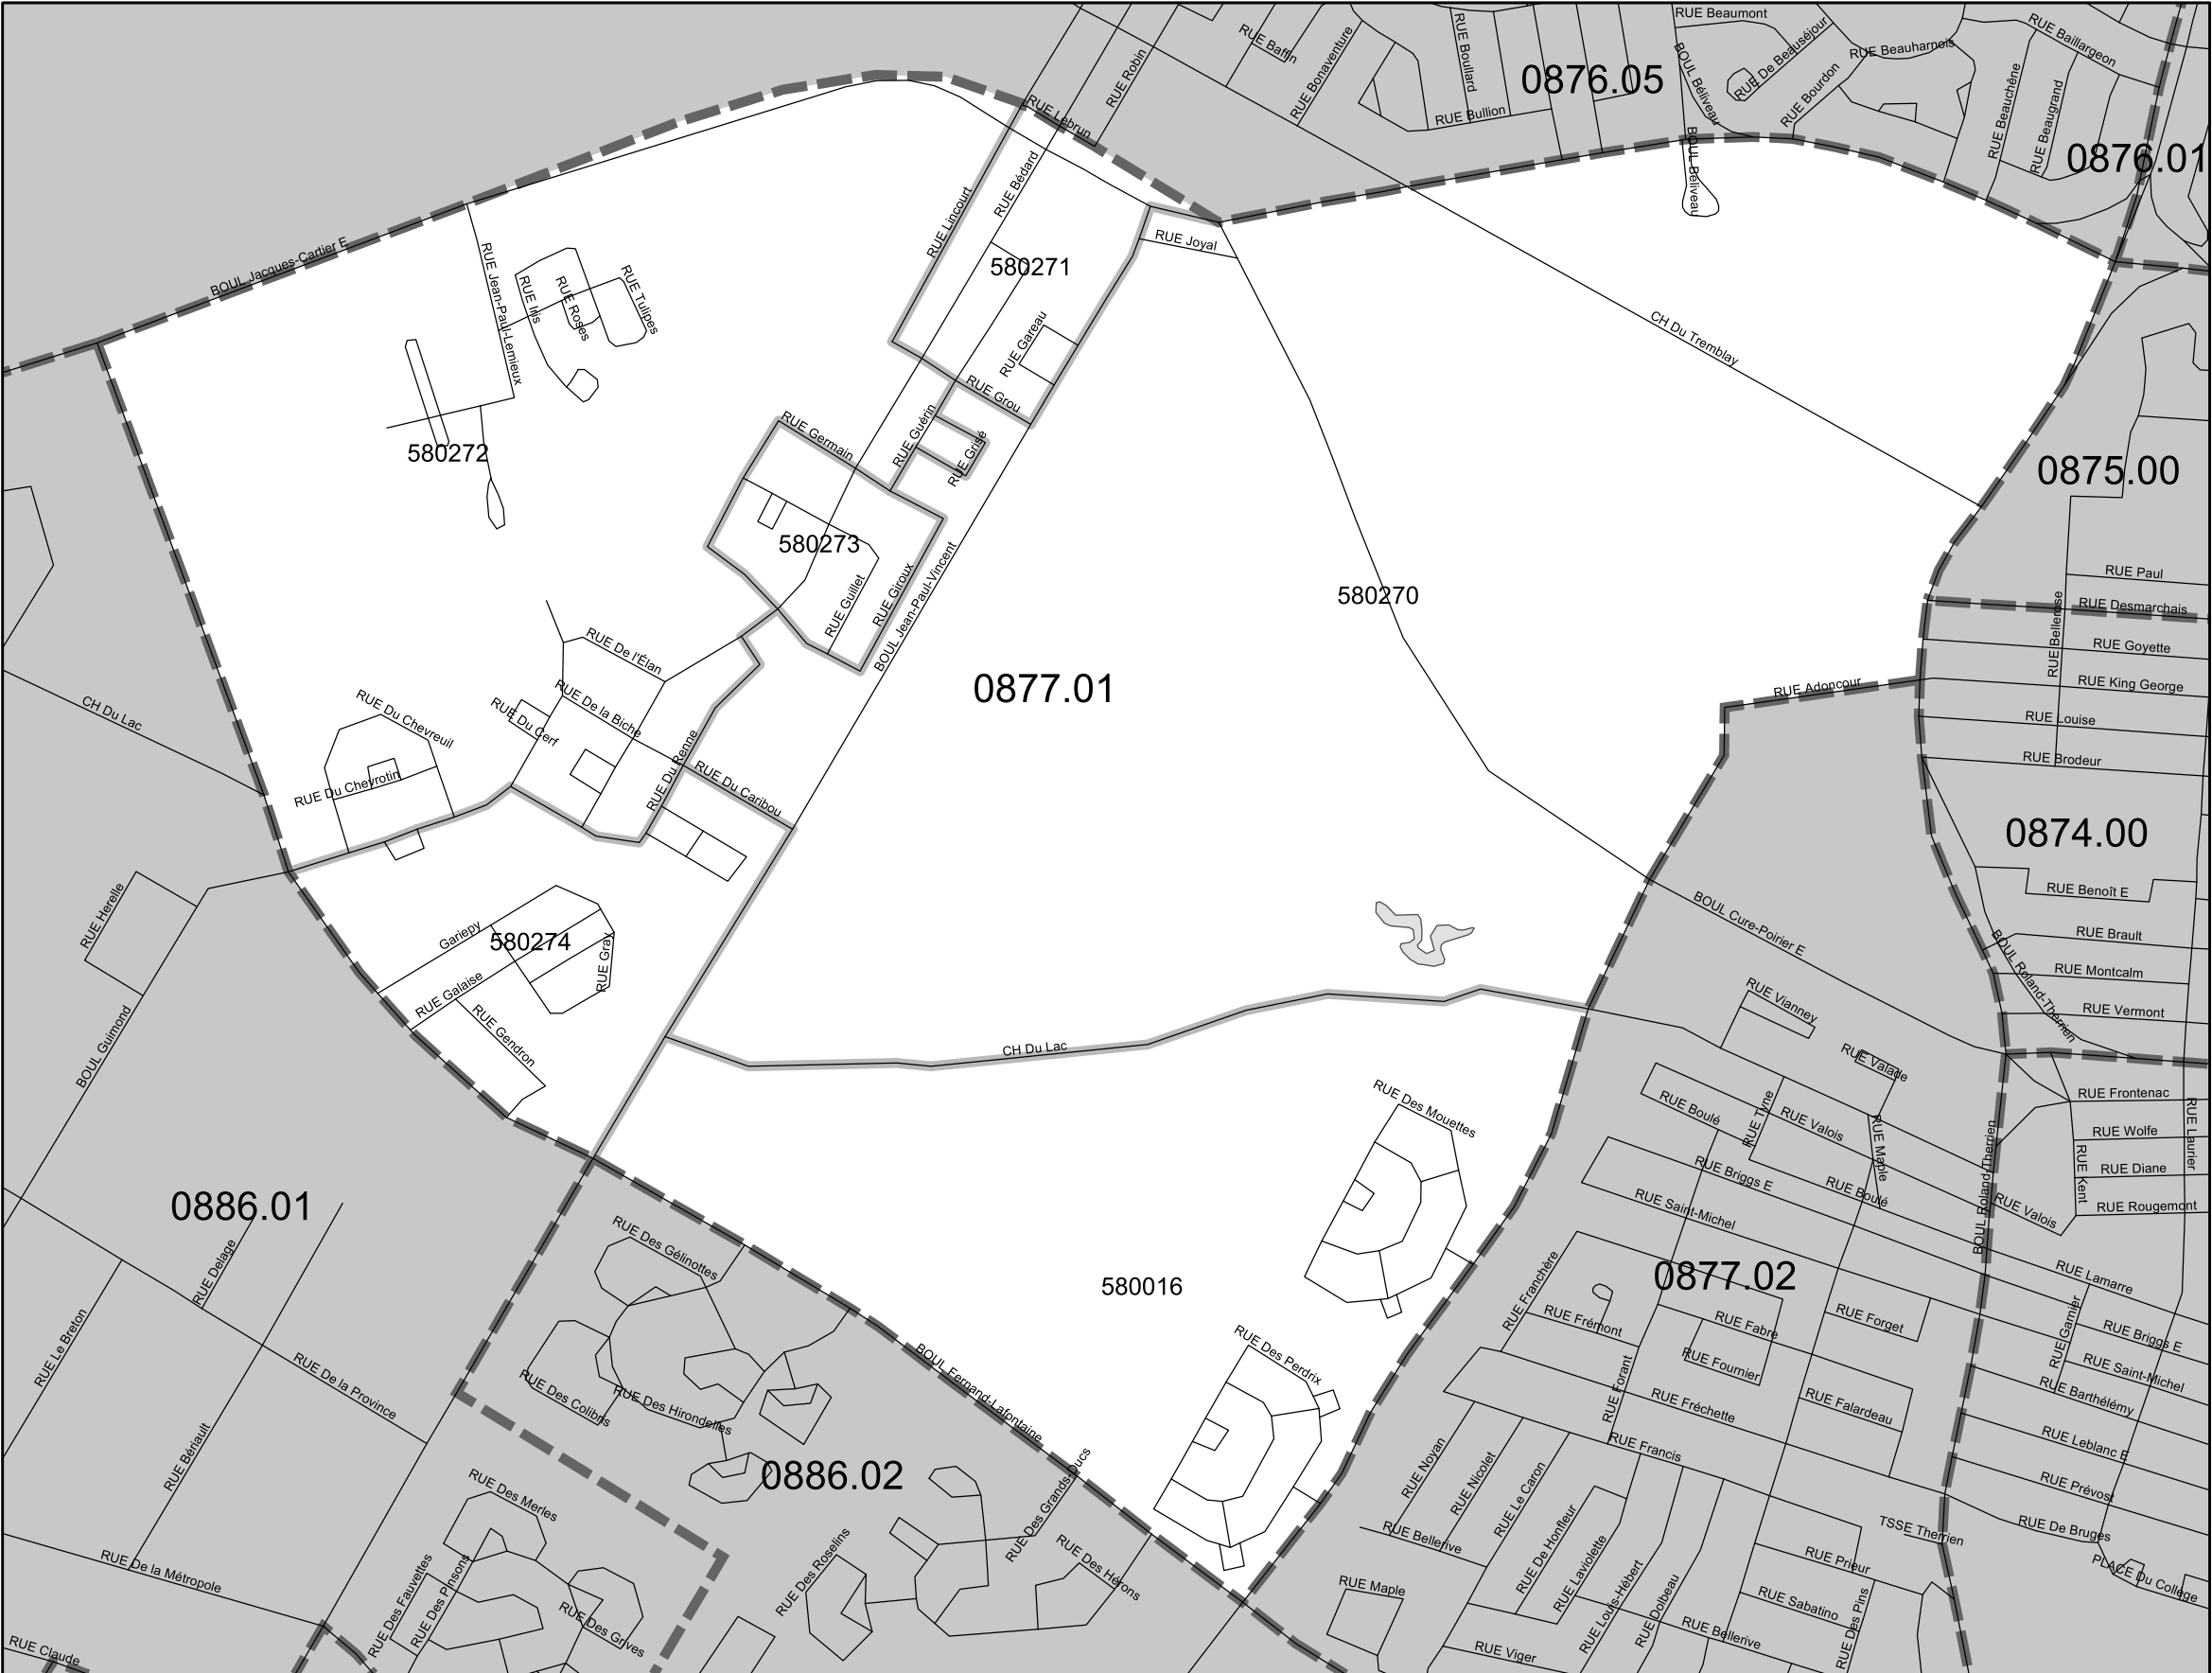 RUE Beaumont
RUE Baillargeon
RUE Baffin
RUE Bonaventure
RUE Boullard
RUE De Beauséjour
RUE Beauharnois
RUE Robin
0876.05
BOUL Béliveau
RUE Bourdon
RUE Beauchêne
RUE Beaugrand
RUE Lebrun
RUE Bullion
0876.01
BOUL Béliveau
RUE Bédard
RUE Lincourt
RUE Joyal
BOUL Jacques-Cartier E
RUE Jean-Paul-Lemieux
RUE Iris
RUE Roses
RUE Tulipes
580271
CH Du Tremblay
RUE Gareau
RUE Grou
RUE Guérin
RUE Germain
RUE Grisé
580272
0875.00
580273
RUE Guillet
RUE Giroux
BOUL Jean-Paul-Vincent
580270
RUE Paul
RUE Desmarchais
RUE Bellerose
RUE Goyette
RUE De l'Élan
0877.01
RUE Adoncour
RUE King George
CH Du Lac
RUE Du Chevreuil
RUE Du Cerf
RUE De la Biche
RUE Louise
RUE Du Chevrotin
RUE Du Renne
RUE Du Caribou
RUE Brodeur
0874.00
RUE Herelle
RUE Benoît E
Gariepy
580274
RUE Gray
BOUL Cure-Poirier E
RUE Brault
RUE Galaise
RUE Montcalm
BOUL Roland-Therrien
RUE Gendron
RUE Vianney
RUE Vermont
BOUL Guimond
CH Du Lac
RUE Valade
RUE Des Mouettes
RUE Boulé
RUE Tyne
RUE Valois
RUE Maple
RUE Frontenac
RUE Laurier
RUE Wolfe
RUE Kent
RUE Diane
RUE Briggs E
RUE Boulé
BOUL Roland-Therrien
RUE Valois
RUE Rougemont
0886.01
RUE Saint-Michel
RUE Delage
RUE Des Gélinottes
580016
RUE Franchère
0877.02
RUE Lamarre
RUE Le Breton
RUE Frémont
RUE Fabre
RUE Forget
RUE Garnier
RUE Briggs E
RUE Des Perdrix
RUE Fournier
RUE Saint-Michel
RUE De la Province
RUE Des Colibris
RUE Des Hirondelles
BOUL Fernand-Lafontaine
RUE Forant
RUE Fréchette
RUE Falardeau
RUE Barthélémy
RUE Bériault
0886.02
RUE Francis
RUE Leblanc E
RUE Noyan
RUE Nicolet
RUE Le Caron
RUE Prévost
RUE Des Merles
RUE Des Grands-Ducs
RUE Bellerive
RUE De Honfleur
TSSE Therrien
RUE De Bruges
RUE De la Métropole
RUE Des Fauvettes
RUE Des Pinsons
RUE Des Roselins
RUE Des Hérons
RUE Laviolette
RUE Prieur
PLACE Du Collège
RUE Maple
RUE Louis-Hébert
RUE Dolbeau
RUE Sabatino
RUE Des Pins
RUE Des Grives
RUE Bellerive
RUE Claude
RUE Viger